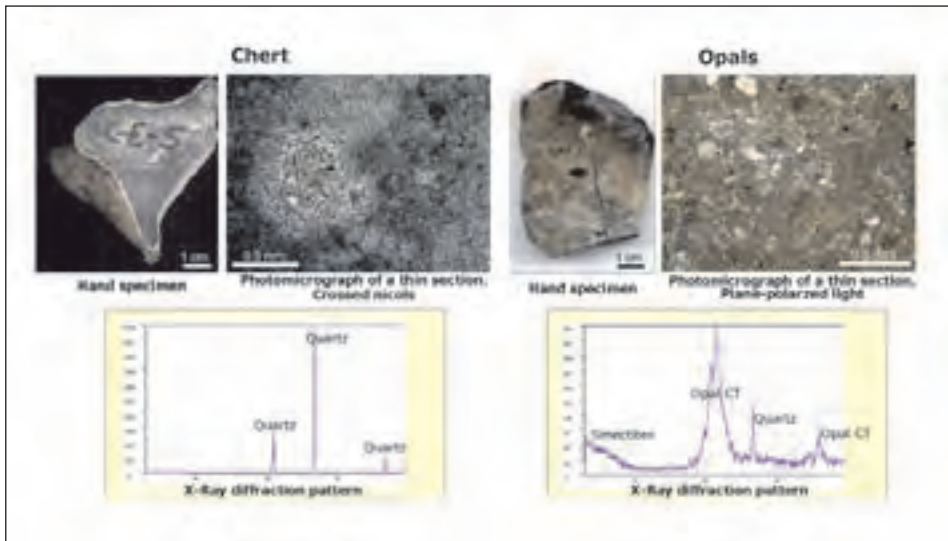 Chert
Opals
1 cm
0.5 mm
1 cm
Hand specimen
Photomicrograph of a thin section,
Crossed nicols
Hand specimen
Photomicrograph of a thin section,
Plane-polarzed light
Quartz
Quartz
Quartz
X-Ray diffraction pattern
Opal CT
Quartz
Smectites
Opal CT
X-Ray diffraction pattern